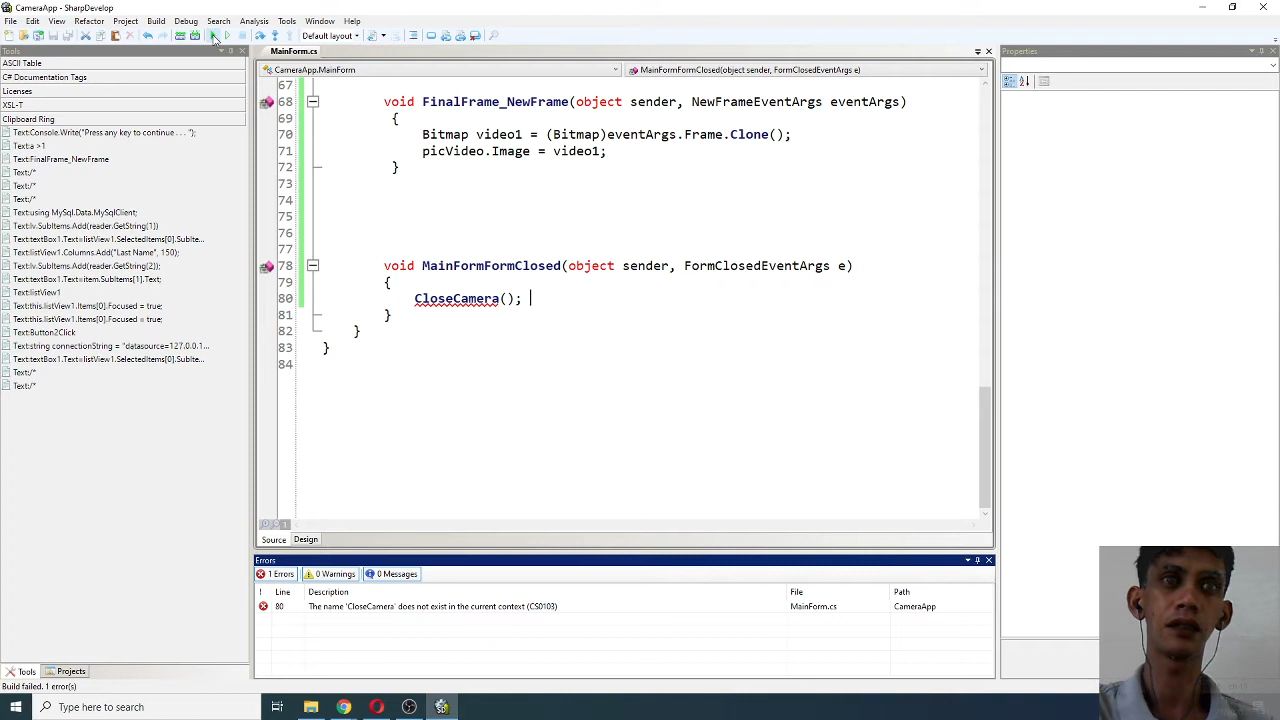 CameraApp - SharpDevelop
File Edit View Refactor Project Build Debug Search Analysis Tools Window Help
Default layout
Tools
MainForm.cs
Properties
ASCII Table
C# Documentation Tags
Licenses
XSL-T
Clipboard Ring
Text:Console.Write("Press any key to continue . . . ");
Text:a >1
Text:FinalFrame_NewFrame
Text:/*
Text:/*
Text:/*
Text:using MySql.Data.MySqlClient;
Text:lv.SubItems.Add(reader.GetString(1))
Text:textBox1.Text=listView1.SelectedItems[0].SubIte...
Text:listView1.Columns.Add("Last Name", 150);
Text:lv.SubItems.Add(reader.GetString(2));
Text:textBox1.Text = item.SubItems[1].Text;
Text:listView1
Text:this.listView1.Items[0].Focused = true;
Text:this.listView1.Items[0].Focused = true;
Text:Button2Click
Text:string connectionString = "datasource=127.0.0.1...
Text:textBox1.Text=listView1.SelectedItems[0].SubIte...
Text:/*
Text:/*
Tools Projects
CameraApp.MainForm
MainFormFormClosed(object sender, FormClosedEventArgs e)
67
68 void FinalFrame_NewFrame(object sender, NewFrameEventArgs eventArgs)
69 {
70 Bitmap video1 = (Bitmap)eventArgs.Frame.Clone();
71 picVideo.Image = video1;
72 }
73
74
75
76
77
78 void MainFormFormClosed(object sender, FormClosedEventArgs e)
79 {
80 CloseCamera();
81 }
82 }
83 }
84
Source Design
Errors
1 Errors 0 Warnings 0 Messages
! Line Description File Path
80 The name 'CloseCamera' does not exist in the current context (CS0103) MainForm.cs CameraApp
Build failed. 1 error(s)
Type here to search